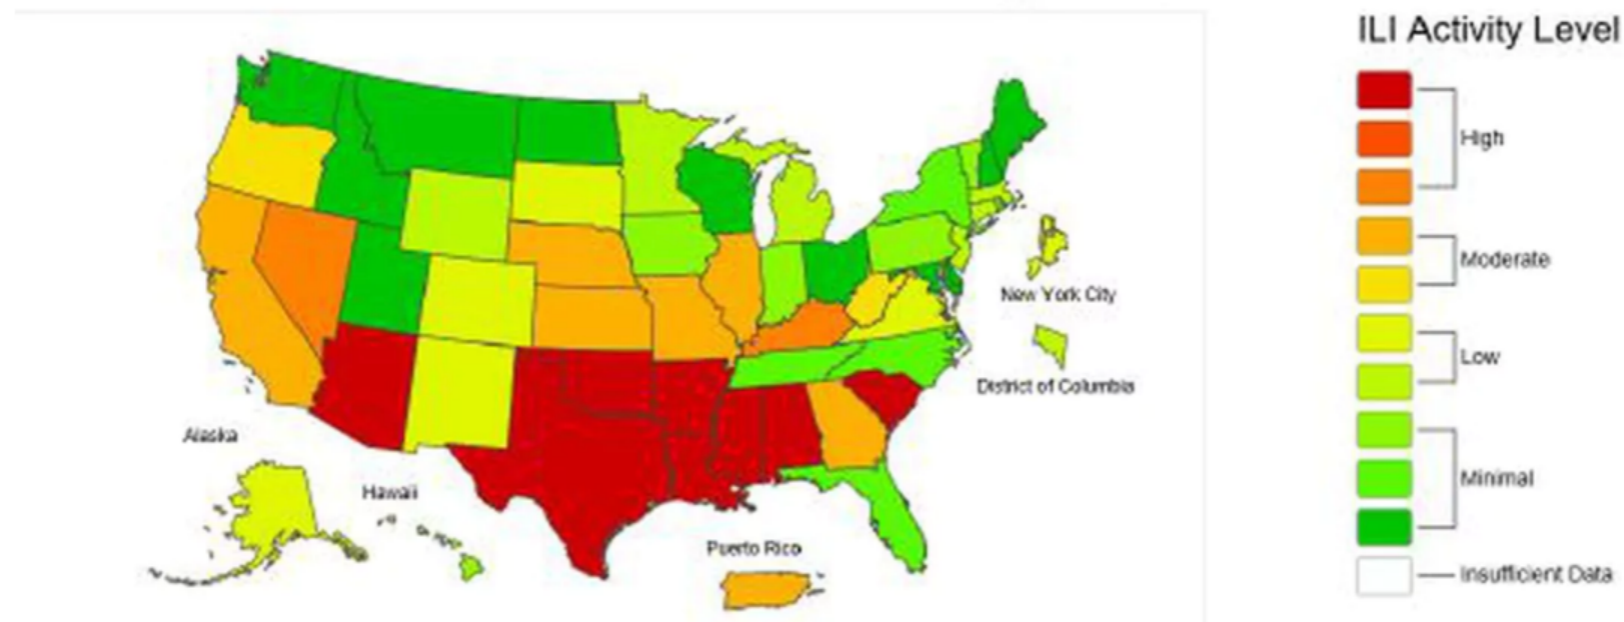 ILI Activity Level
High
Moderate
Low
Minimal
Insufficient Data
New York City
District of Columbia
Alaska
Hawaii
Puerto Rico